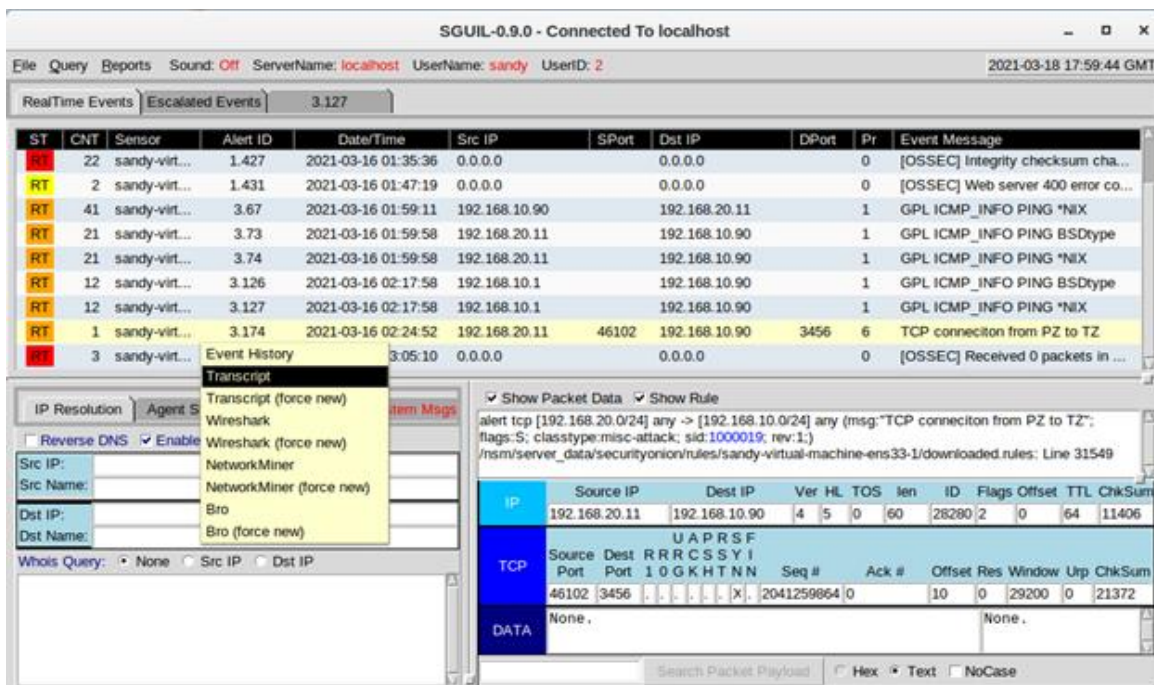 SGUIL-0.9.0 - Connected To localhost
File Query Reports Sound: Off ServerName: localhost UserName: sandy UserID: 2 2021-03-18 17:59:44 GMT
RealTime Events Escalated Events 3.127
ST CNT Sensor Alert ID Date/Time Src IP SPort Dst IP DPort Pr Event Message
RT 22 sandy-virt... 1.427 2021-03-16 01:35:36 0.0.0.0 0.0.0.0 0 [OSSEC] Integrity checksum cha...
RT 2 sandy-virt... 1.431 2021-03-16 01:47:19 0.0.0.0 0.0.0.0 0 [OSSEC] Web server 400 error co...
RT 41 sandy-virt... 3.67 2021-03-16 01:59:11 192.168.10.90 192.168.20.11 1 GPL ICMP_INFO PING *NIX
RT 21 sandy-virt... 3.73 2021-03-16 01:59:58 192.168.20.11 192.168.10.90 1 GPL ICMP_INFO PING BSDtype
RT 21 sandy-virt... 3.74 2021-03-16 01:59:58 192.168.20.11 192.168.10.90 1 GPL ICMP_INFO PING *NIX
RT 12 sandy-virt... 3.126 2021-03-16 02:17:58 192.168.10.1 192.168.10.90 1 GPL ICMP_INFO PING BSDtype
RT 12 sandy-virt... 3.127 2021-03-16 02:17:58 192.168.10.1 192.168.10.90 1 GPL ICMP_INFO PING *NIX
RT 1 sandy-virt... 3.174 2021-03-16 02:24:52 192.168.20.11 46102 192.168.10.90 3456 6 TCP conneciton from PZ to TZ
RT 3 sandy-virt... 3:05:10 0.0.0.0 0.0.0.0 0 [OSSEC] Received 0 packets in ...
Event History
Transcript
Transcript (force new)
Wireshark
Wireshark (force new)
NetworkMiner
NetworkMiner (force new)
Bro
Bro (force new)
IP Resolution Agent S tem Msgs
Reverse DNS Enable
Src IP:
Src Name:
Dst IP:
Dst Name:
Whois Query: None Src IP Dst IP
Show Packet Data Show Rule
alert tcp [192.168.20.0/24] any -> [192.168.10.0/24] any (msg:"TCP conneciton from PZ to TZ";
flags:S; classtype:misc-attack; sid:1000019; rev:1;)
/nsm/server_data/securityonion/rules/sandy-virtual-machine-ens33-1/downloaded.rules: Line 31549
IP Source IP Dest IP Ver HL TOS len ID Flags Offset TTL ChkSum
192.168.20.11 192.168.10.90 4 5 0 60 28280 2 0 64 11406
U A P R S F
Source Dest R R R C S S Y I
TCP Port Port 1 0 G K H T N N Seq # Ack # Offset Res Window Urp ChkSum
46102 3456 . . . . . . X . 2041259864 0 10 0 29200 0 21372
DATA None. None.
Search Packet Payload Hex Text NoCase